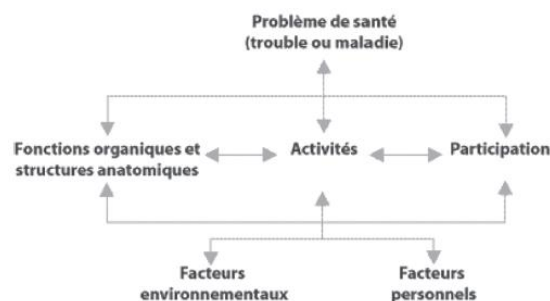 Problème de santé
(trouble ou maladie)
Fonctions organiques et
structures anatomiques
Activités
Participation
Facteurs
environnementaux
Facteurs
personnels